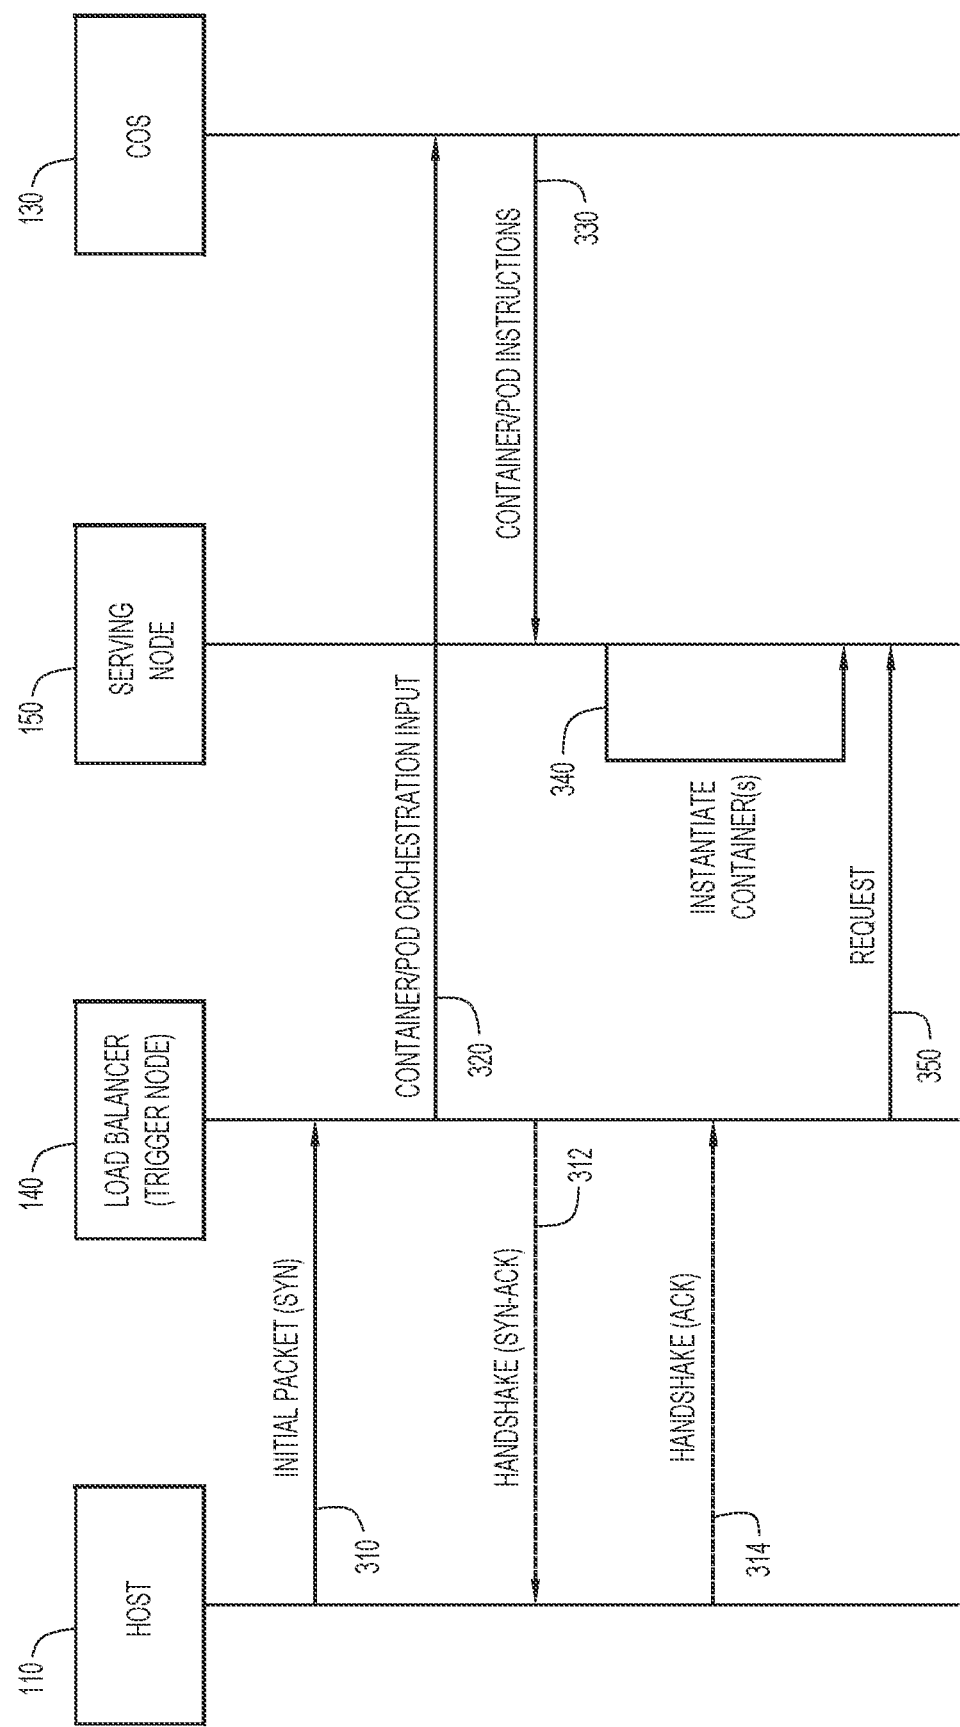 110
HOST
140
LOAD BALANCER
(TRIGGER NODE)
150
SERVING
NODE
130
COS
INITIAL PACKET (SYN)
310
CONTAINER/POD ORCHESTRATION INPUT
320
HANDSHAKE (SYN-ACK)
312
CONTAINER/POD INSTRUCTIONS
330
340
INSTANTIATE
CONTAINER(s)
HANDSHAKE (ACK)
314
REQUEST
350